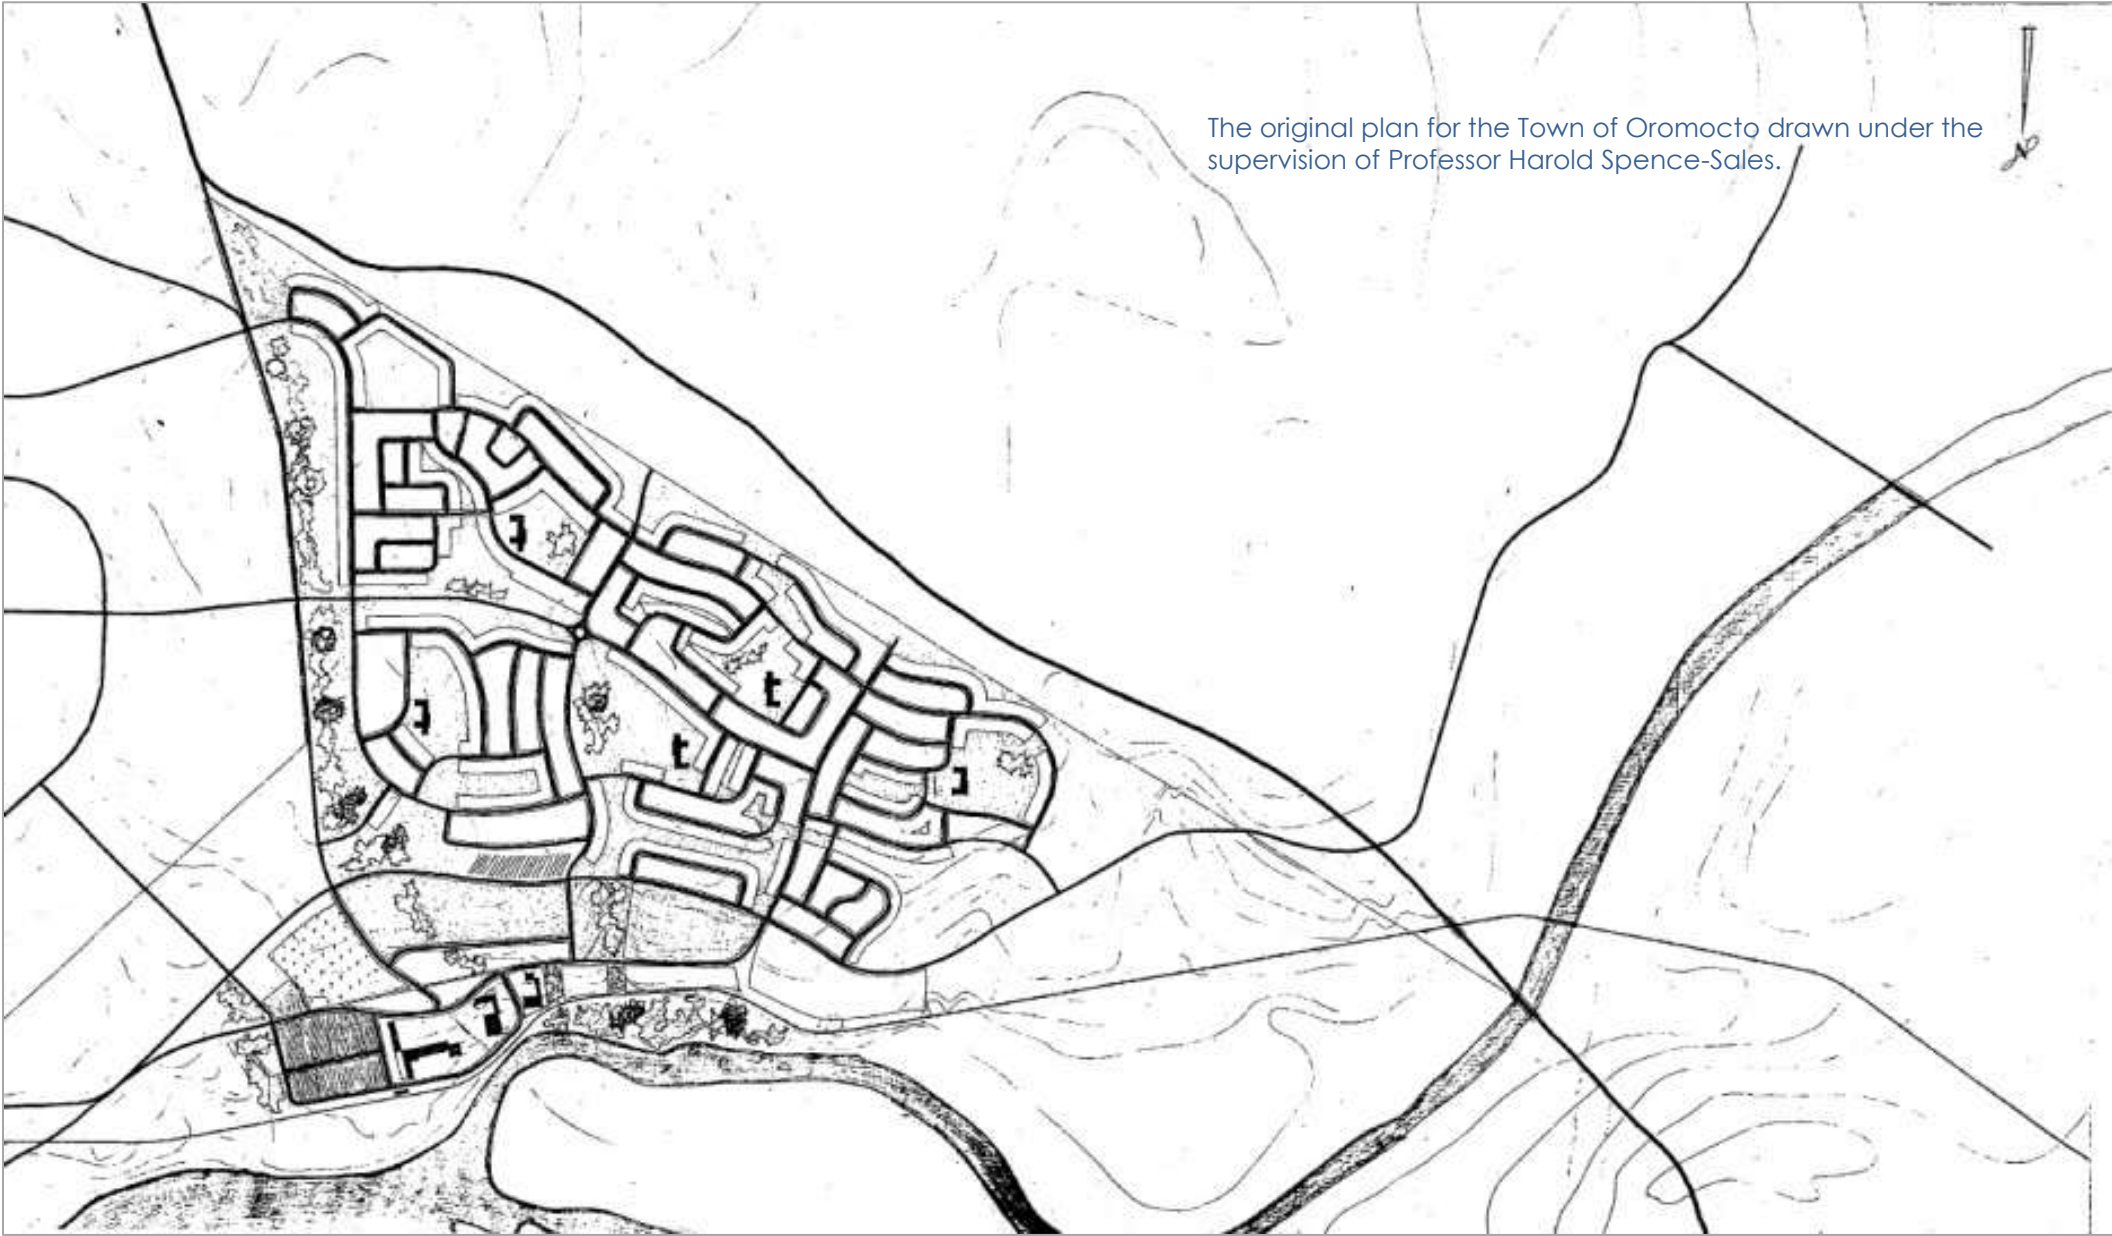 The original plan for the Town of Oromocto drawn under the
supervision of Professor Harold Spence-Sales.
N